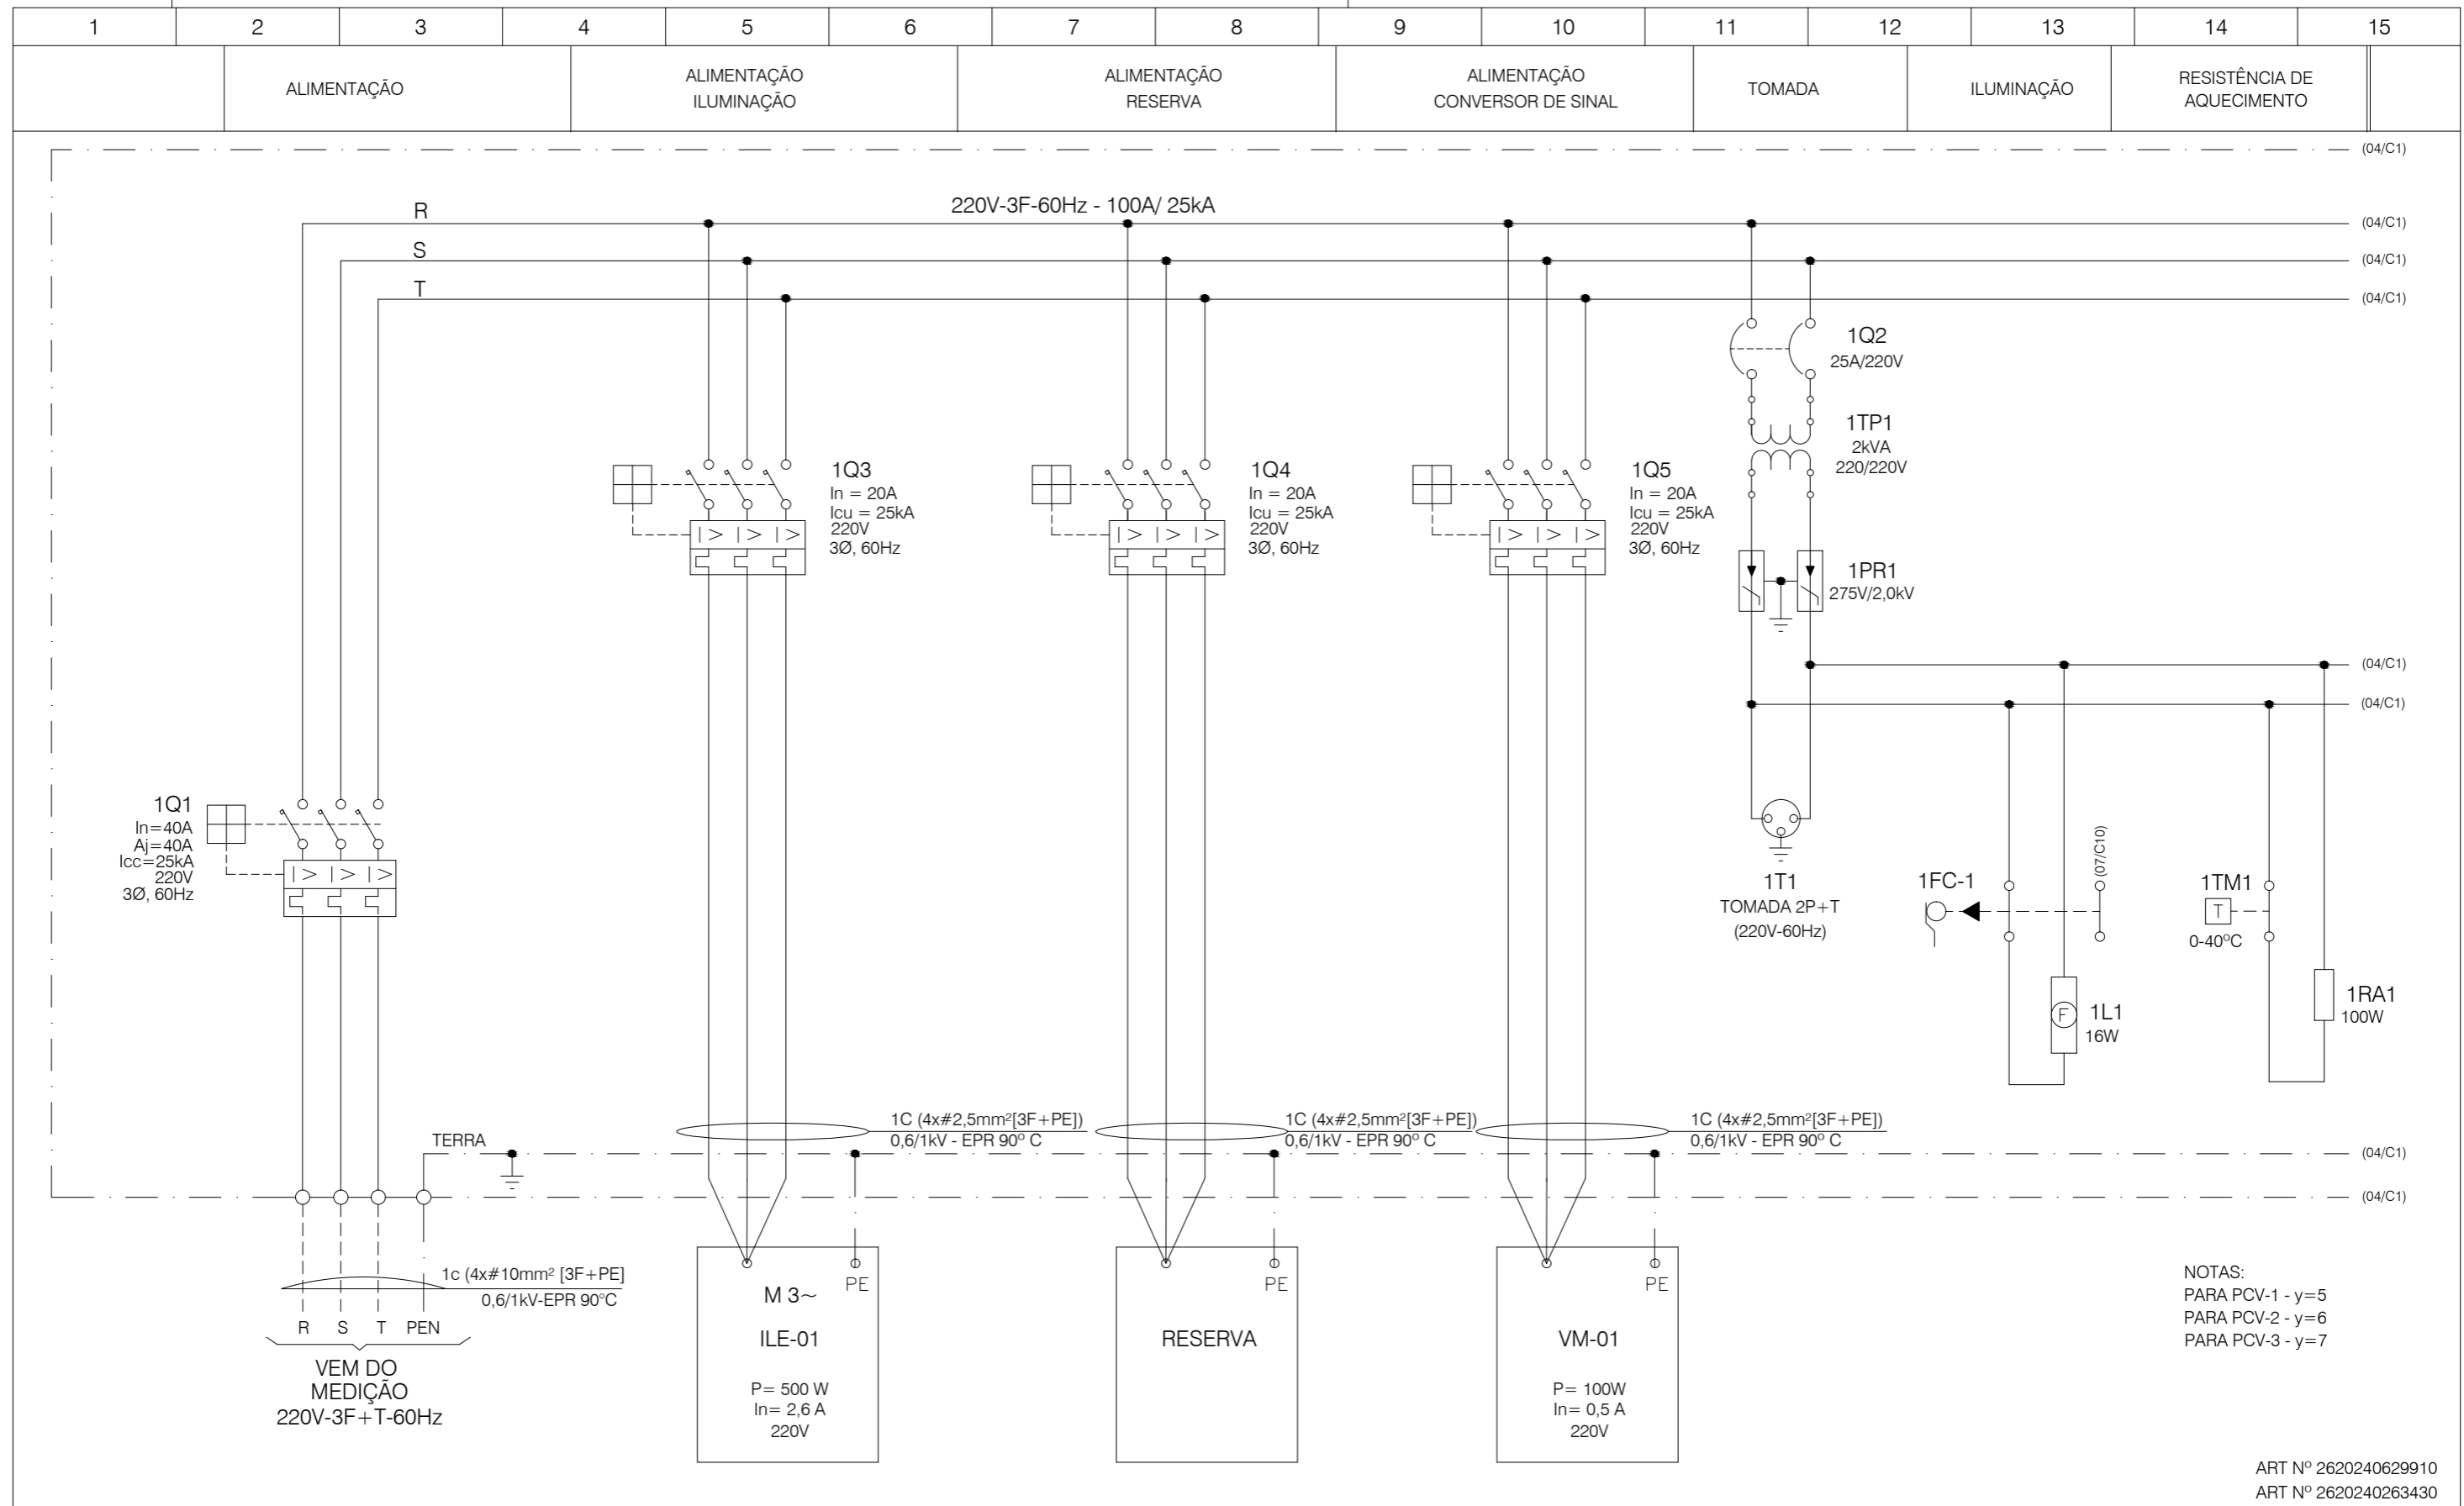 1 2 3 4 5 6 7 8 9 10 11 12 13 14 15
ALIMENTAÇÃO
ALIMENTAÇÃO
ILUMINAÇÃO
ALIMENTAÇÃO
RESERVA
ALIMENTAÇÃO
CONVERSOR DE SINAL
TOMADA
ILUMINAÇÃO
RESISTÊNCIA DE
AQUECIMENTO
(04/C1)
220V-3F-60Hz - 100A/ 25kA
R
(04/C1)
S
(04/C1)
T
(04/C1)
1Q2
25A/220V
1TP1
2kVA
220/220V
1Q3
In = 20A
Icu = 25kA
220V
3Ø, 60Hz
I> I> I>
1Q4
In = 20A
Icu = 25kA
220V
3Ø, 60Hz
I> I> I>
1Q5
In = 20A
Icu = 25kA
220V
3Ø, 60Hz
I> I> I>
1PR1
275V/2,0kV
(04/C1)
(04/C1)
1Q1
In=40A
Aj=40A
Icc=25kA
220V
3Ø, 60Hz
I> I> I>
1T1
TOMADA 2P+T
(220V-60Hz)
1FC-1
(07/C10)
1TM1
T
0-40ºC
F
1L1
16W
1RA1
100W
1C (4x#2,5mm²[3F+PE])
0,6/1kV - EPR 90º C
1C (4x#2,5mm²[3F+PE])
0,6/1kV - EPR 90º C
1C (4x#2,5mm²[3F+PE])
0,6/1kV - EPR 90º C
TERRA
(04/C1)
(04/C1)
1c (4x#10mm² [3F+PE]
0,6/1kV-EPR 90°C
R S T PEN
VEM DO
MEDIÇÃO
220V-3F+T-60Hz
PE
M 3~
ILE-01
P= 500 W
In= 2,6 A
220V
PE
RESERVA
PE
VM-01
P= 100W
In= 0,5 A
220V
NOTAS:
PARA PCV-1 - y=5
PARA PCV-2 - y=6
PARA PCV-3 - y=7
ART Nº 2620240629910
ART Nº 2620240263430